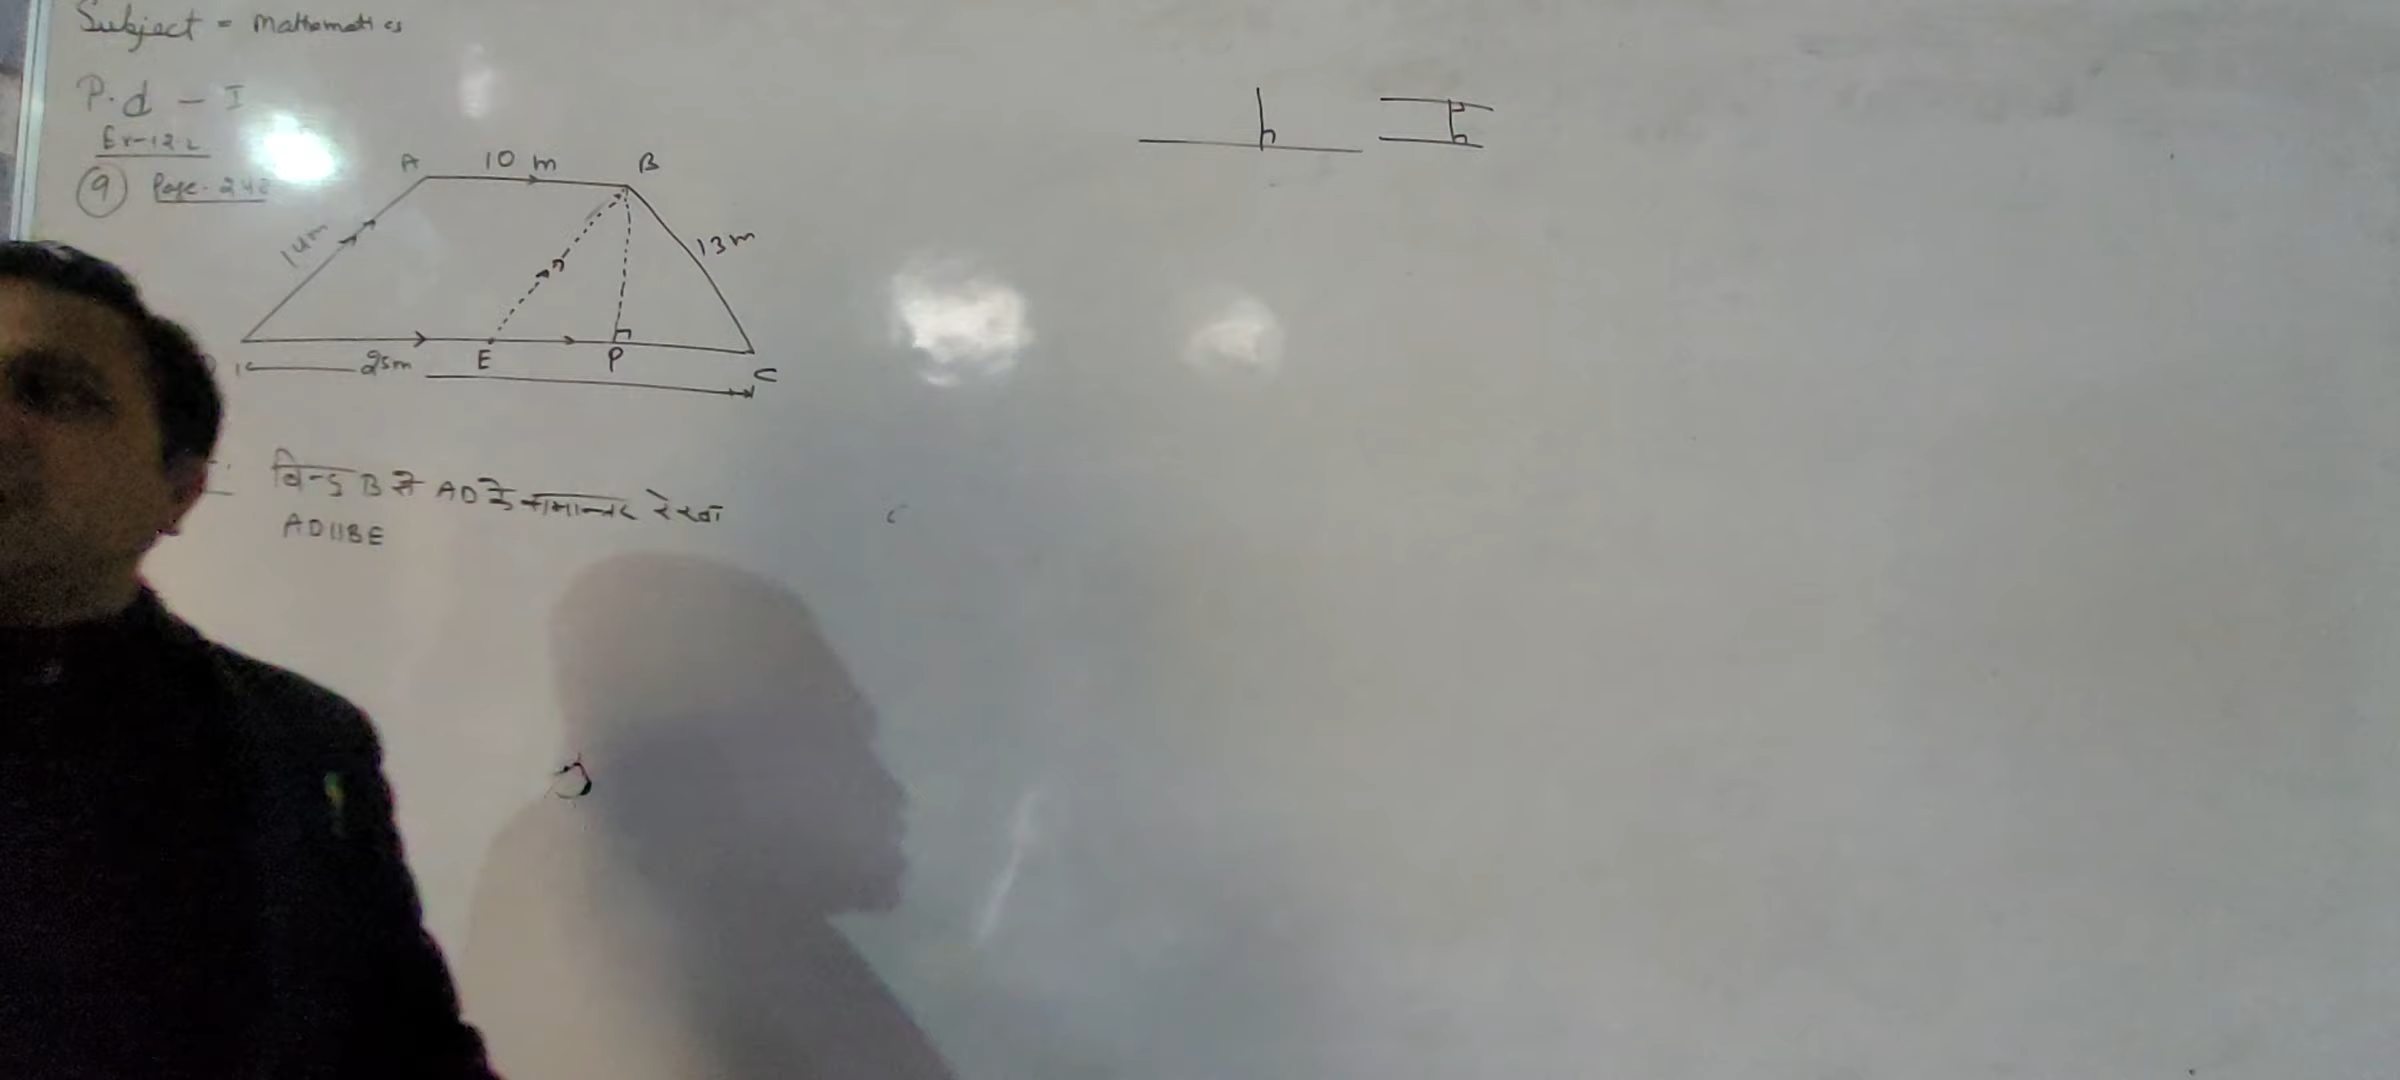 Subject = Mathematics
P.d - I
Ex-12.2
9 Page-242
A 10 m B
14m
13m
E P C
25m
बिन्दु B से AD के समान्तर रेखा
AD||BE